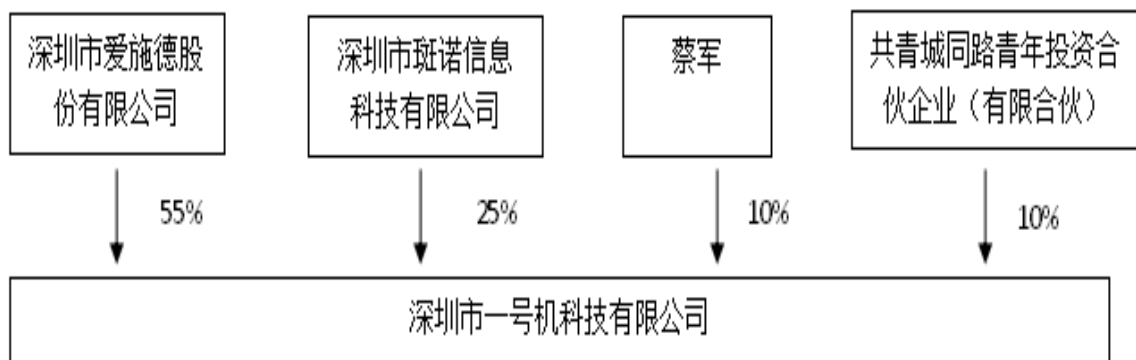 深圳市爱施德股
份有限公司
深圳市班诺信息
科技有限公司
蔡军
共青城同路青年投资合
伙企业（有限合伙）
55%
25%
10%
10%
深圳市一号机科技有限公司